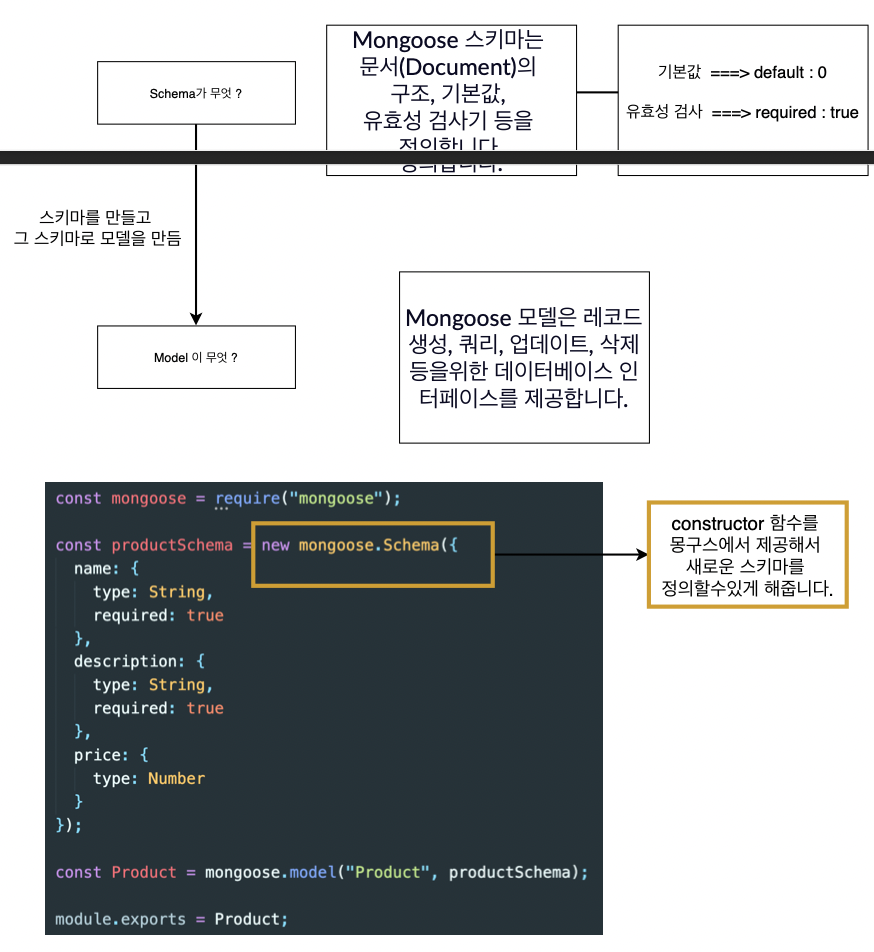 Schema가 무엇 ?
Mongoose 스키마는
문서(Document)의
구조, 기본값,
유효성 검사기 등을
정의합니다.
기본값 ===> default : 0
유효성 검사 ===> required : true
스키마를 만들고
그 스키마로 모델을 만듬
Model 이 무엇 ?
Mongoose 모델은 레코드
생성, 쿼리, 업데이트, 삭제
등을위한 데이터베이스 인
터페이스를 제공합니다.
const mongoose = require("mongoose");
const productSchema = new mongoose.Schema({
name: {
type: String,
required: true
},
description: {
type: String,
required: true
},
price: {
type: Number
}
});
const Product = mongoose.model("Product", productSchema);
module.exports = Product;
constructor 함수를
몽구스에서 제공해서
새로운 스키마를
정의할수있게 해줍니다.